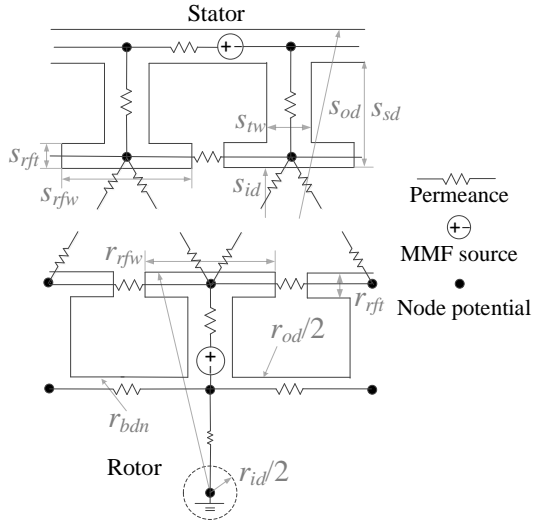 Stator
s_tw
s_od
s_sd
s_rft
s_rfw
s_id
Permeance
MMF source
Node potential
r_rfw
r_rft
r_od/2
r_bdn
Rotor
r_id/2